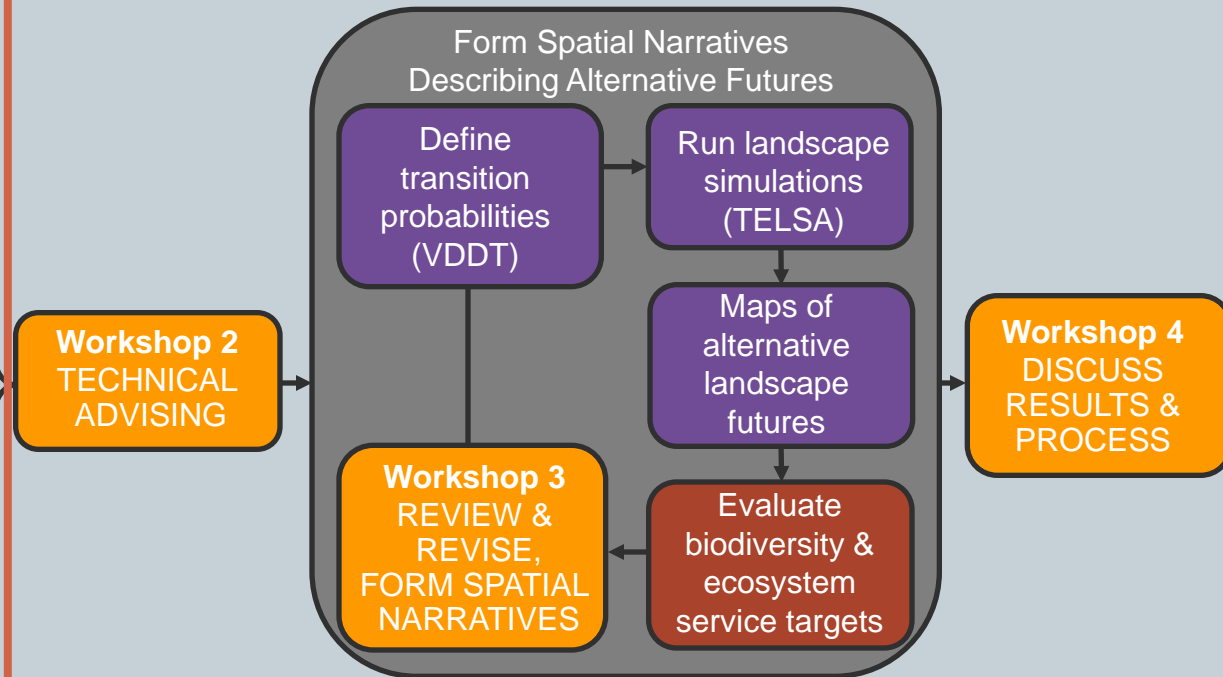 Form Spatial Narratives
Describing Alternative Futures
Define
transition
probabilities
(VDDT)
Run landscape
simulations
(TELSA)
Workshop 2
TECHNICAL
ADVISING
Maps of
alternative
landscape
futures
Workshop 4
DISCUSS
RESULTS &
PROCESS
Workshop 3
REVIEW &
REVISE,
FORM SPATIAL
NARRATIVES
Evaluate
biodiversity &
ecosystem
service targets